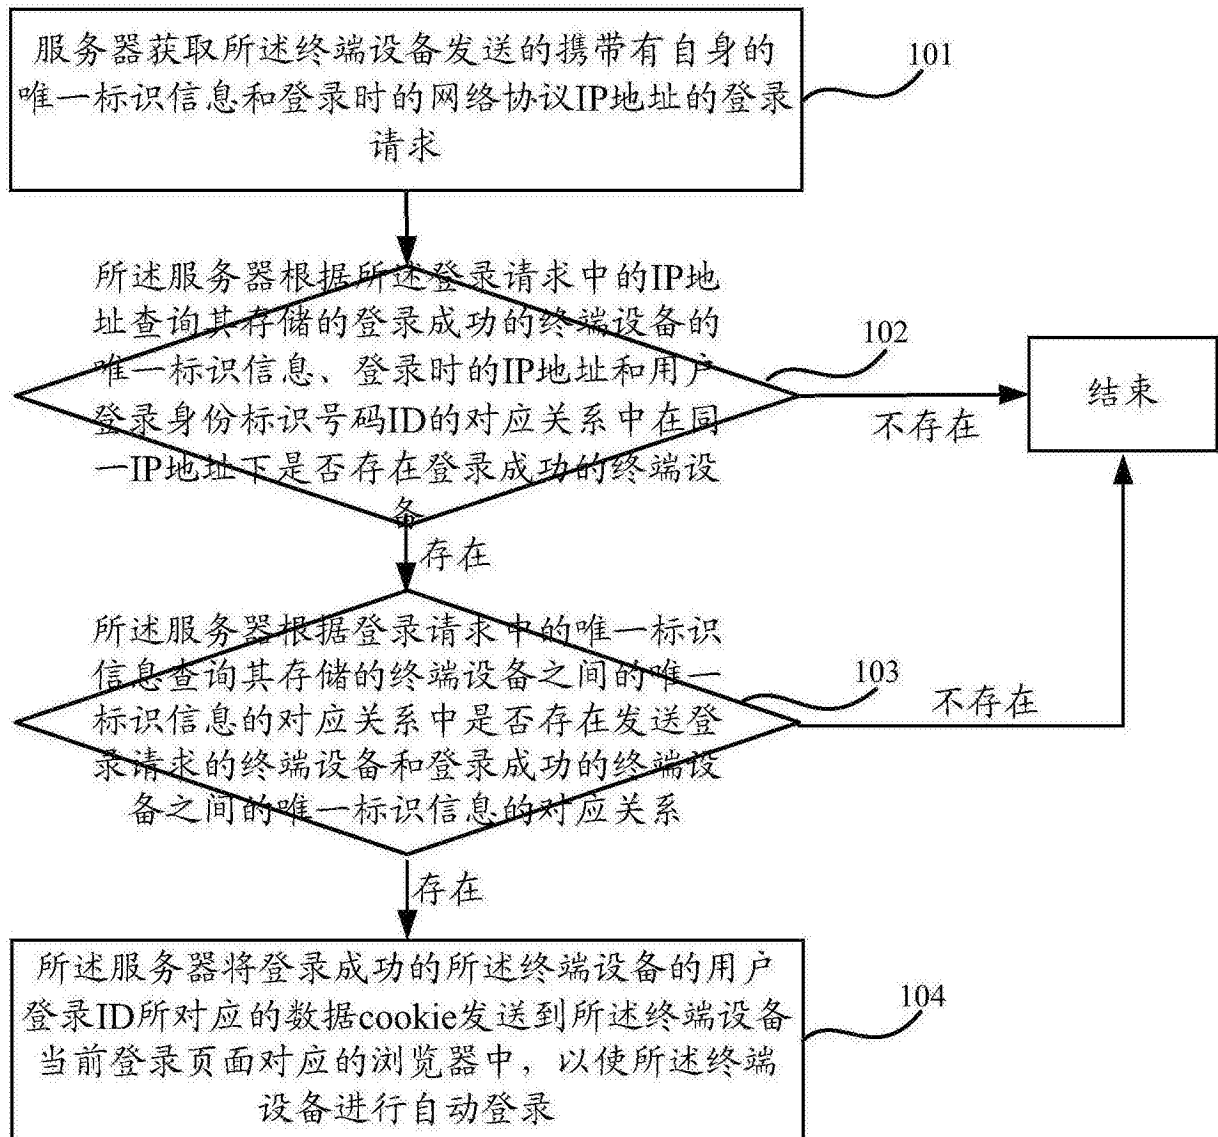 服务器获取所述终端设备发送的携带有自身的
唯一标识信息和登录时的网络协议IP地址的登录
请求
101
所述服务器根据所述登录请求中的IP地
址查询其存储的登录成功的终端设备的
唯一标识信息、登录时的IP地址和用户
登录身份标识号码ID的对应关系中在同
一IP地址下是否存在登录成功的终端设
备
102
不存在
结束
存在
所述服务器根据登录请求中的唯一标识
信息查询其存储的终端设备之间的唯一
标识信息的对应关系中是否存在发送登
录请求的终端设备和登录成功的终端设
备之间的唯一标识信息的对应关系
103
不存在
存在
所述服务器将登录成功的所述终端设备的用户
登录ID所对应的数据cookie发送到所述终端设备
当前登录页面对应的浏览器中，以使所述终端
设备进行自动登录
104